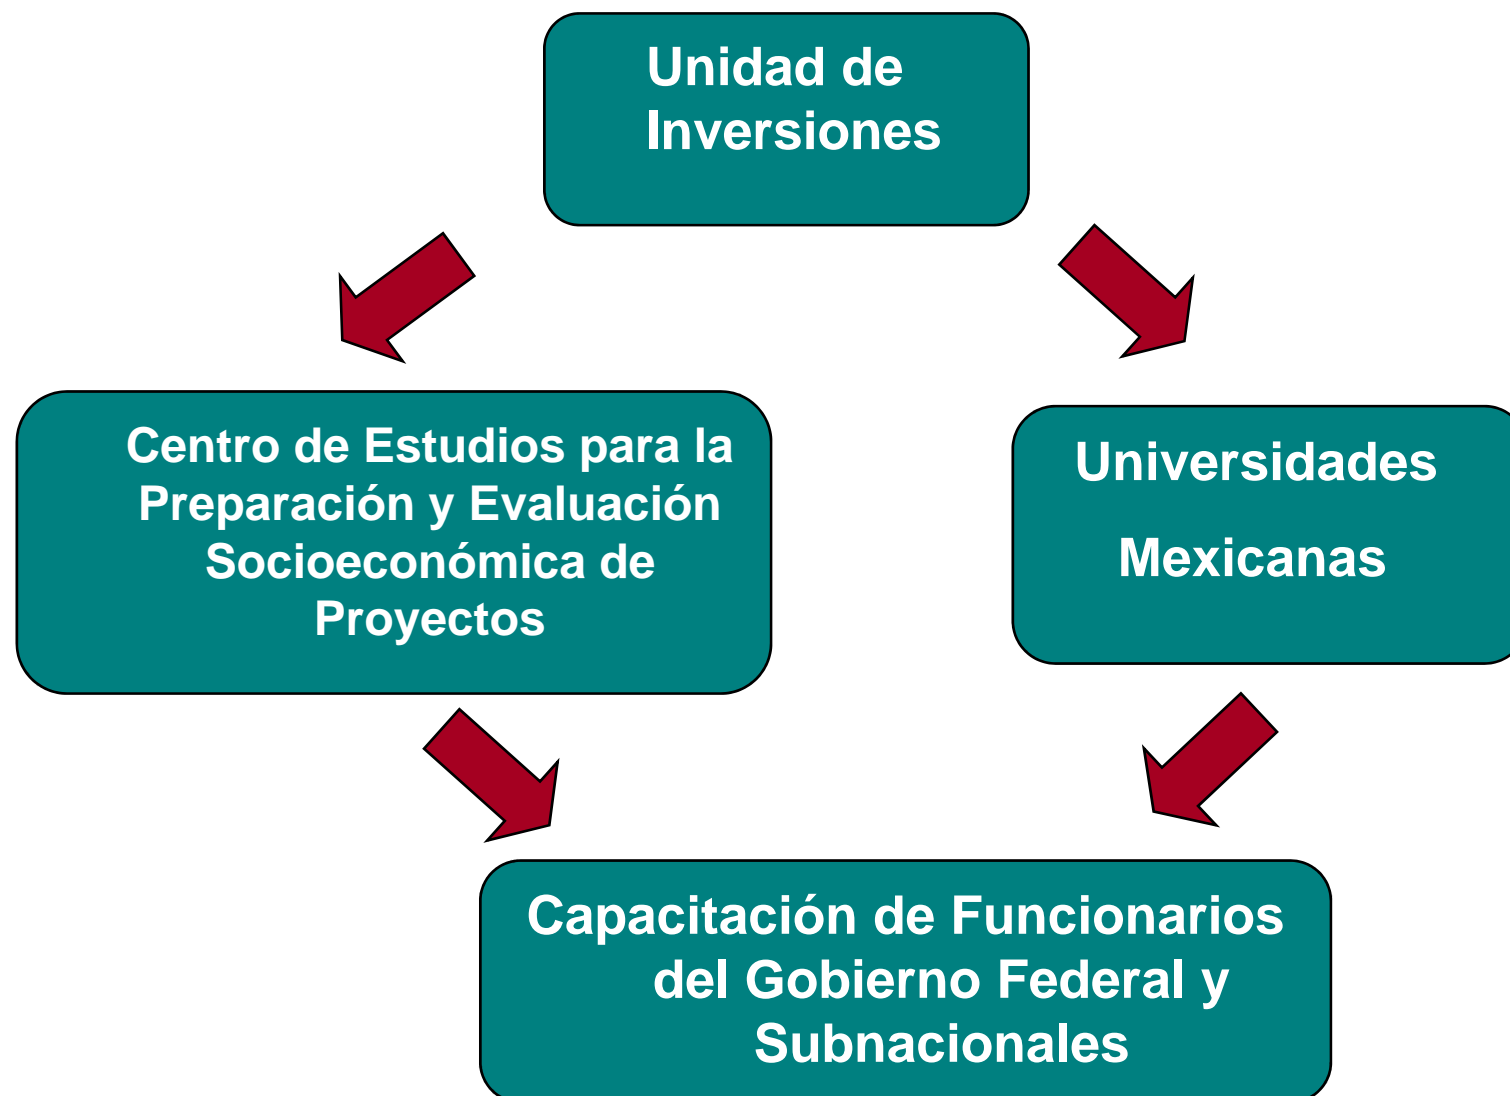 Unidad de
Inversiones
Centro de Estudios para la
Preparación y Evaluación
Socioeconómica de
Proyectos
Universidades
Mexicanas
Capacitación de Funcionarios
del Gobierno Federal y
Subnacionales